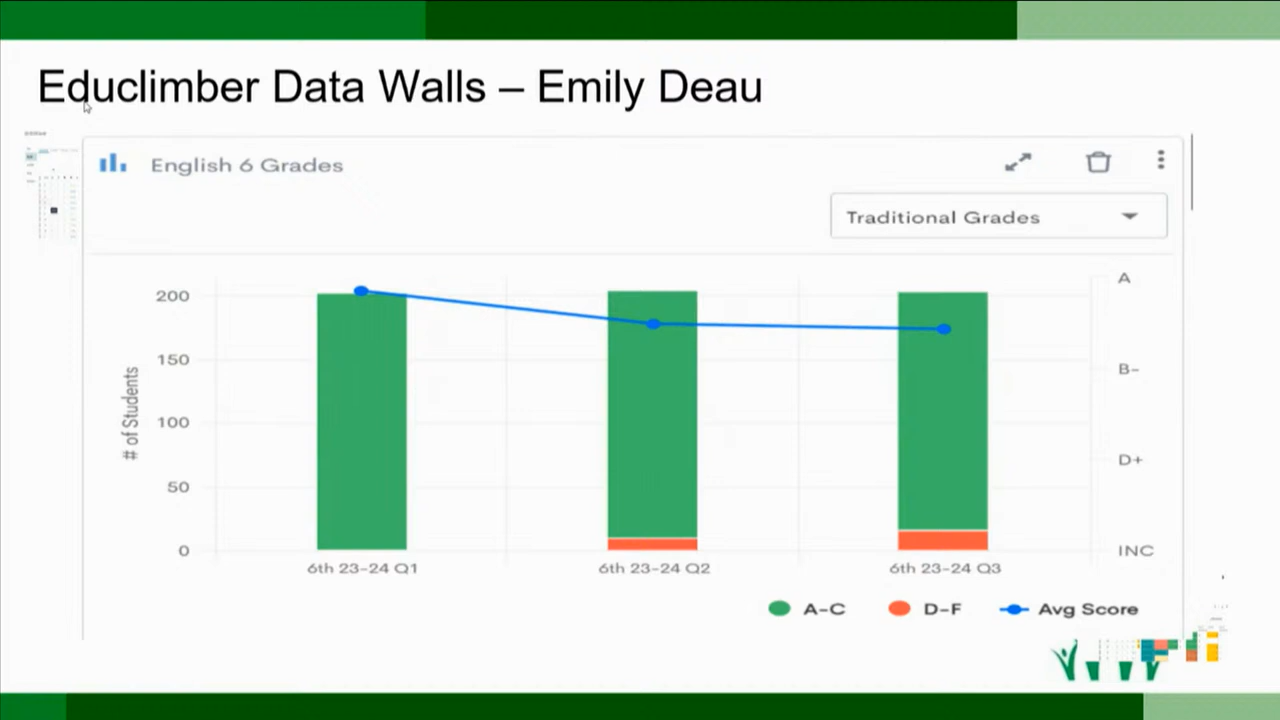 Educlimber Data Walls – Emily Deau
English 6 Grades
Traditional Grades
# of Students
200
150
100
50
0
A
B-
D+
INC
6th 23-24 Q1
6th 23-24 Q2
6th 23-24 Q3
A-C
D-F
Avg Score